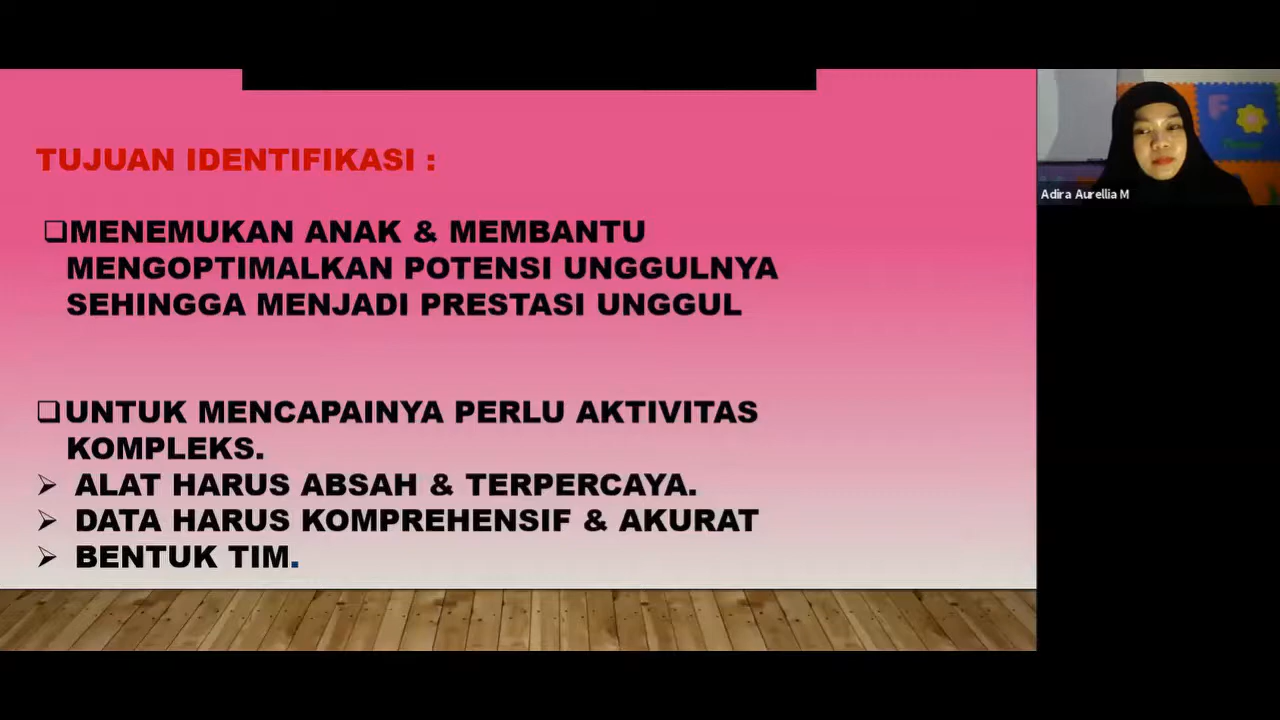 TUJUAN IDENTIFIKASI :
❑MENEMUKAN ANAK & MEMBANTU
MENGOPTIMALKAN POTENSI UNGGULNYA
SEHINGGA MENJADI PRESTASI UNGGUL
❑UNTUK MENCAPAINYA PERLU AKTIVITAS
KOMPLEKS.
➢ ALAT HARUS ABSAH & TERPERCAYA.
➢ DATA HARUS KOMPREHENSIF & AKURAT
➢ BENTUK TIM.
Adira Aurellia M